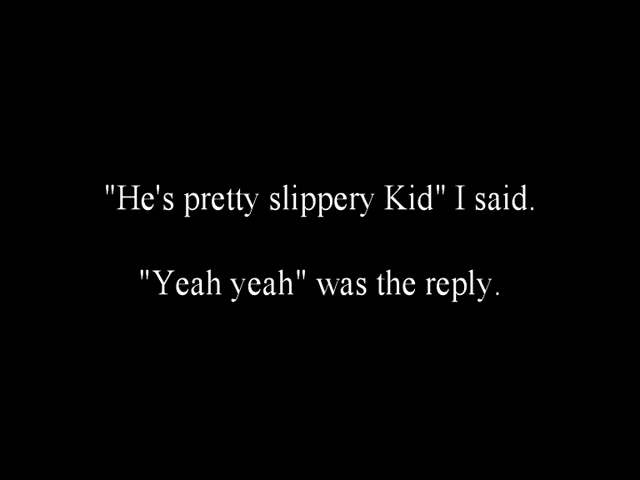 "He's pretty slippery Kid" I said.
"Yeah yeah" was the reply.